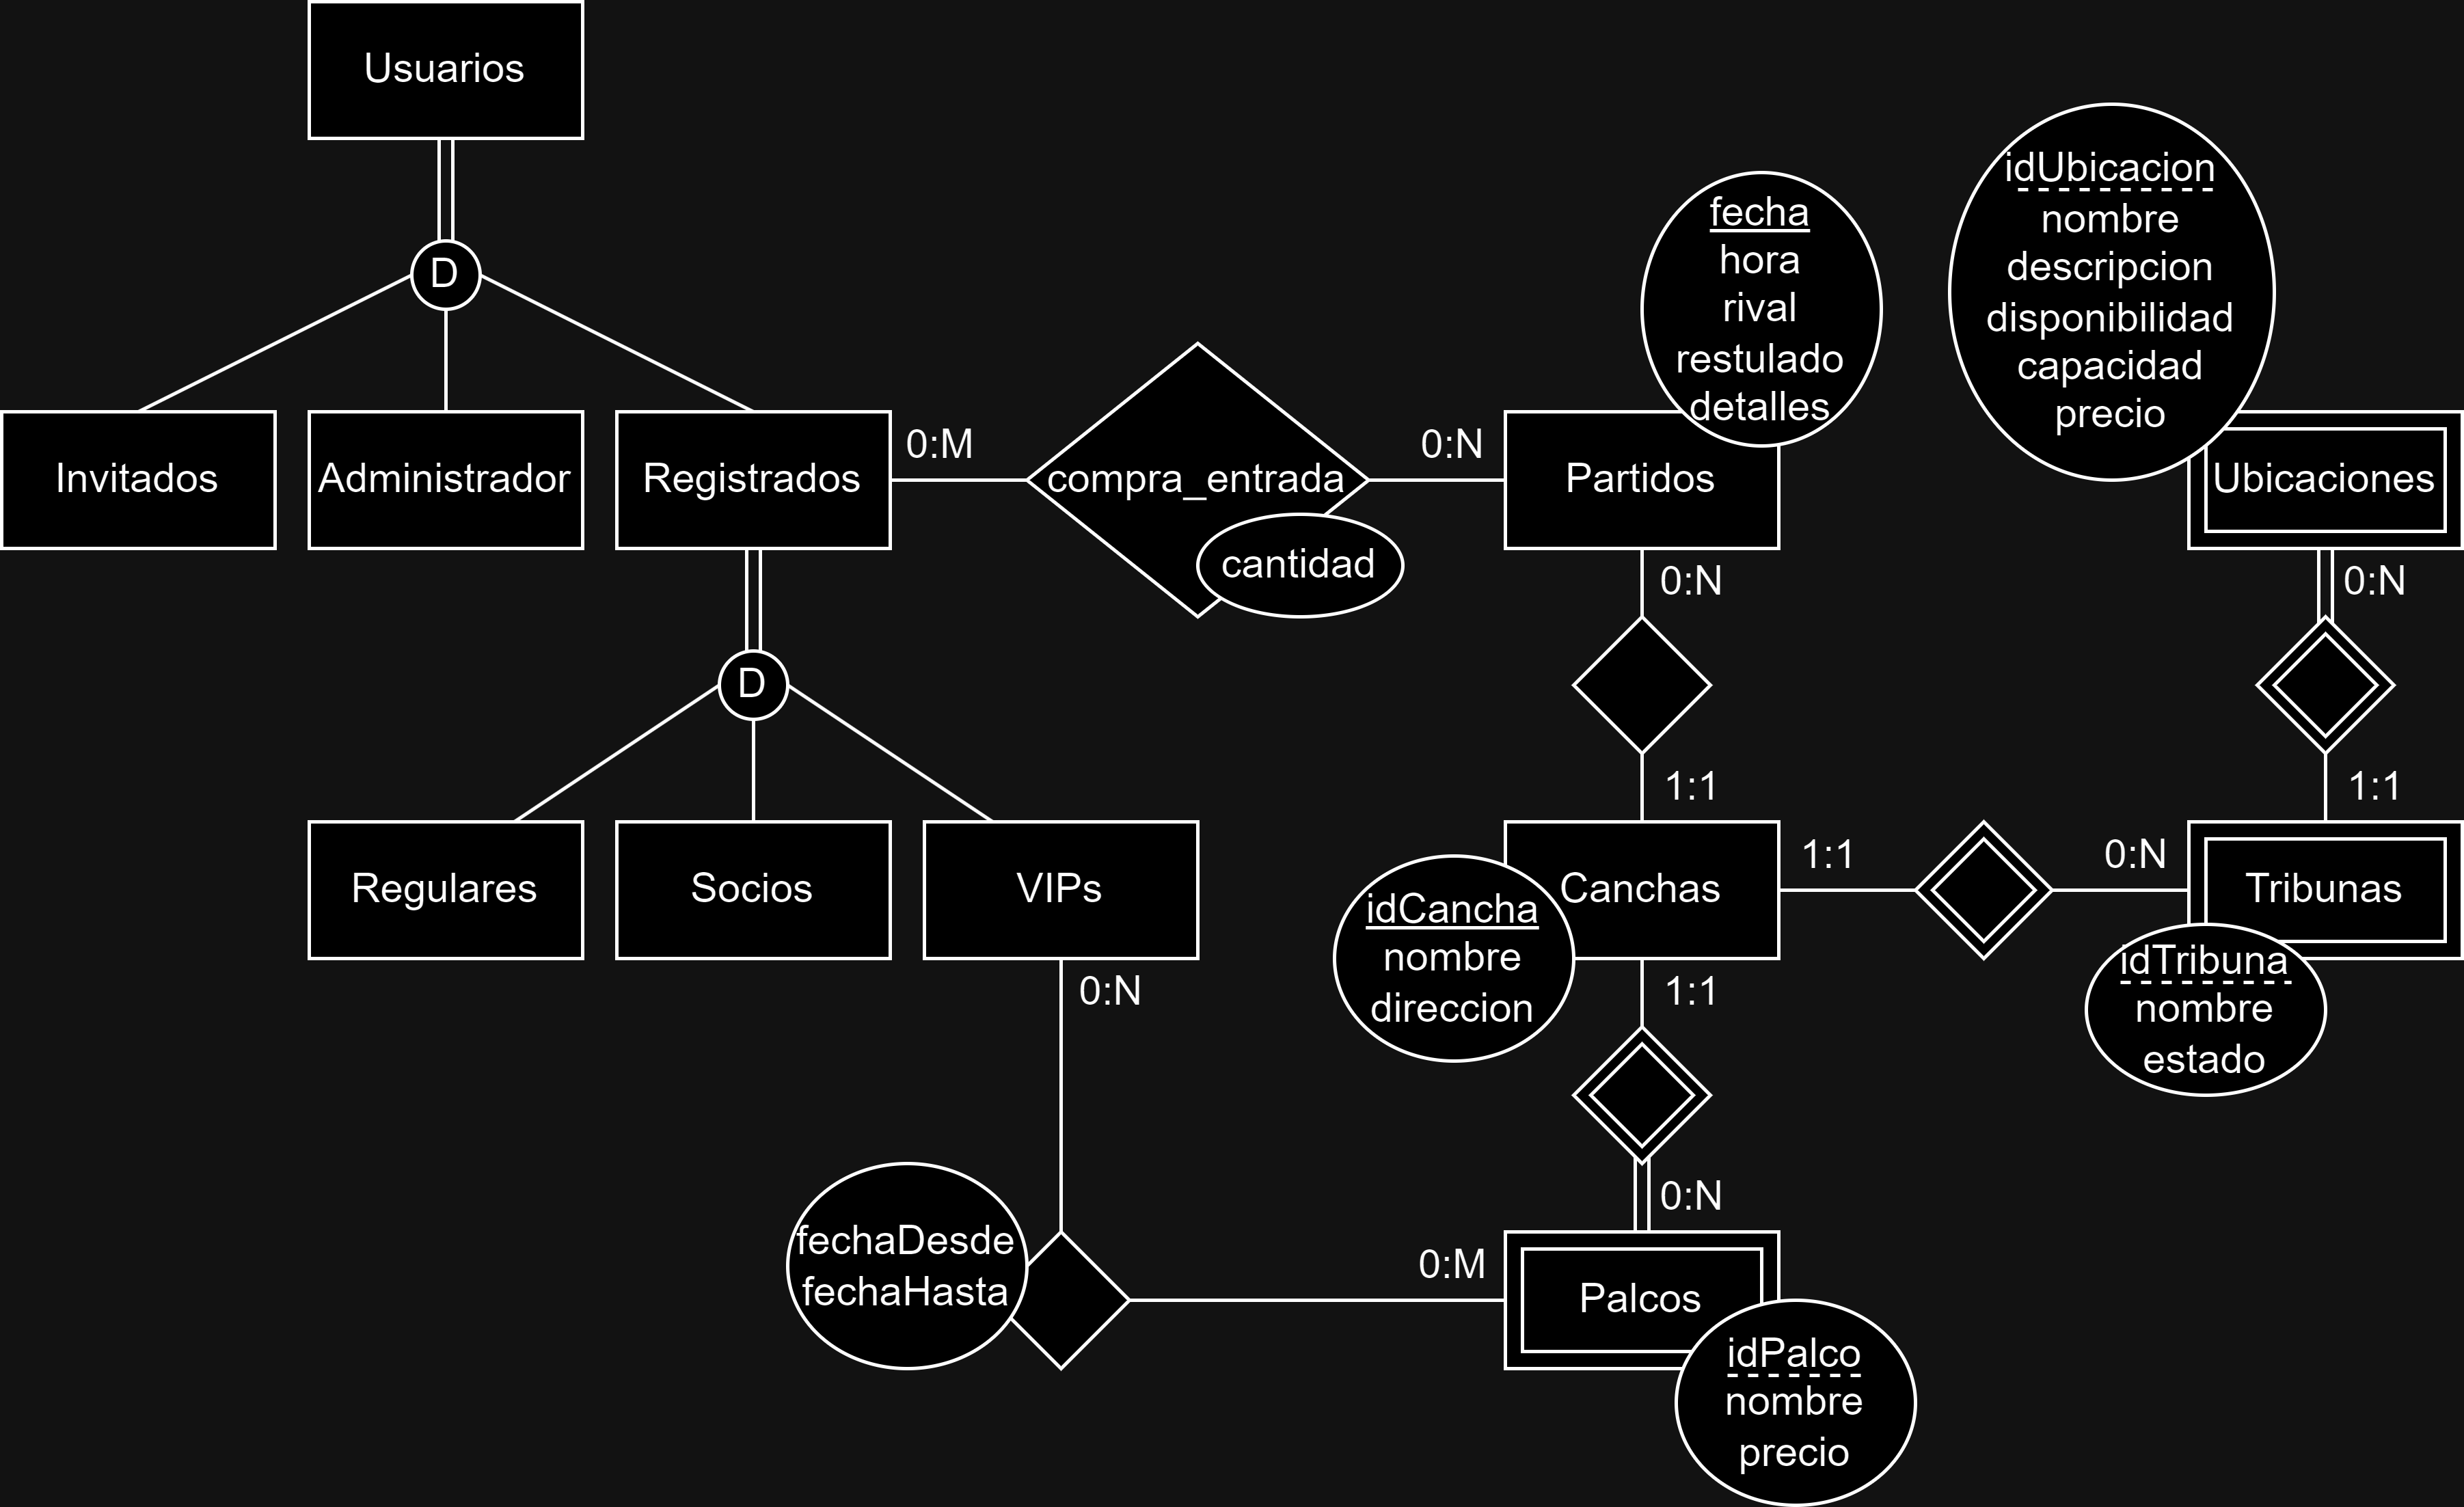 Usuarios
D
Invitados
Administrador
Registrados
0:M
compra_entrada
cantidad
0:N
Partidos
fecha
hora
rival
restulado
detalles
idUbicacion
nombre
descripcion
disponibilidad
capacidad
precio
Ubicaciones
0:N
0:N
D
1:1
1:1
Regulares
Socios
VIPs
Canchas
1:1
0:N
Tribunas
idCancha
nombre
direccion
idTribuna
nombre
estado
0:N
1:1
fechaDesde
fechaHasta
0:N
0:M
Palcos
idPalco
nombre
precio